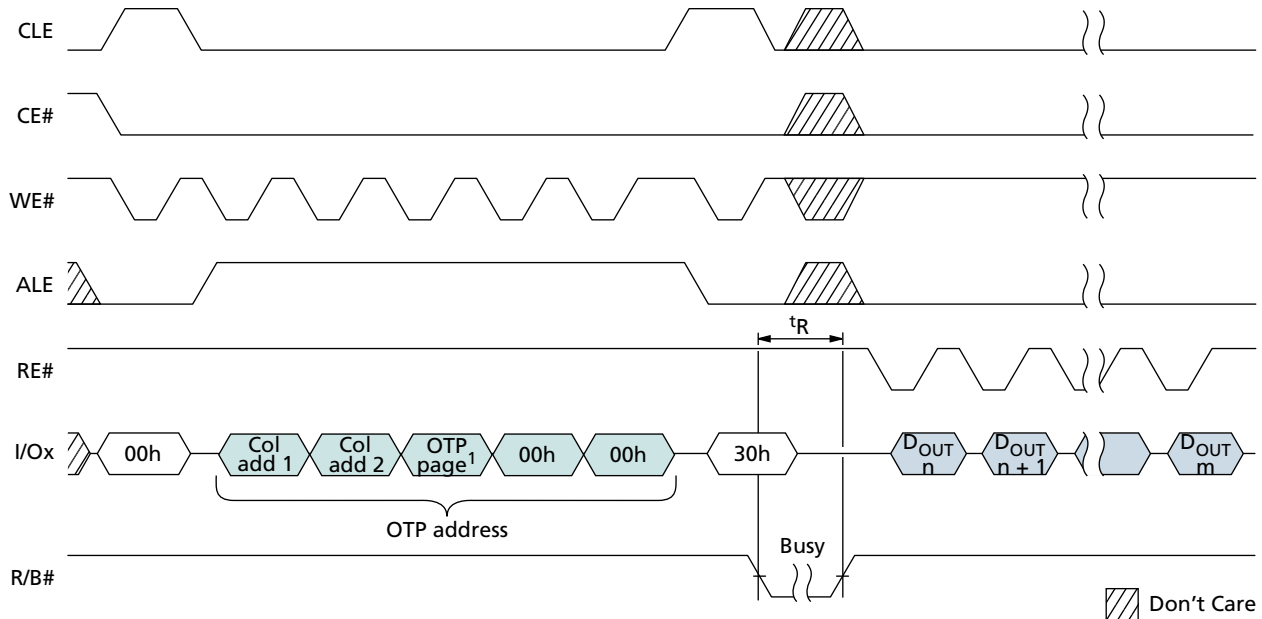 CLE
CE#
WE#
ALE
tR
RE#
I/Ox
00h
Col add 1
Col add 2
OTP page1
00h
00h
30h
DOUT n
DOUT n + 1
DOUT m
OTP address
Busy
R/B#
Don't Care